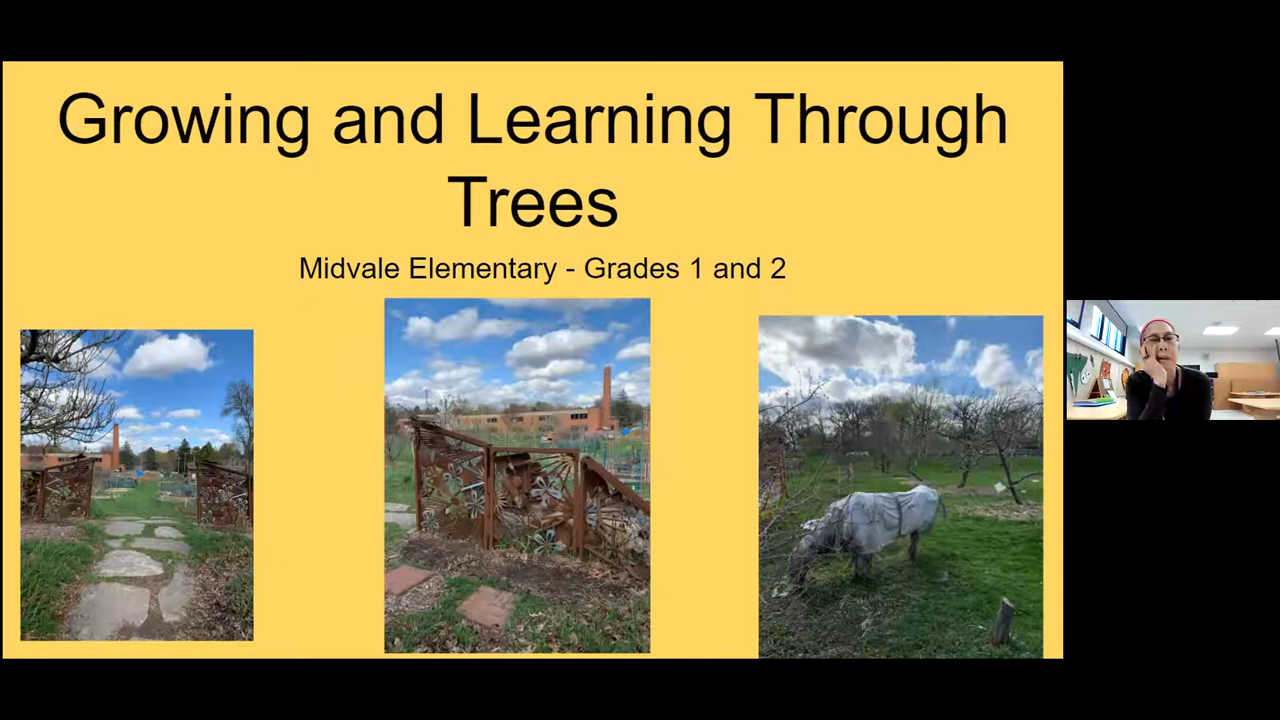 Growing and Learning Through
Trees
Midvale Elementary - Grades 1 and 2